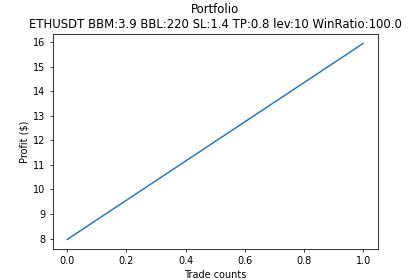 Portfolio
ETHUSDT BBM:3.9 BBL:220 SL:1.4 TP:0.8 lev:10 WinRatio:100.0
16
15
14
13
12
11
10
9
8
Profit ($)
0.0 0.2 0.4 0.6 0.8 1.0
Trade counts